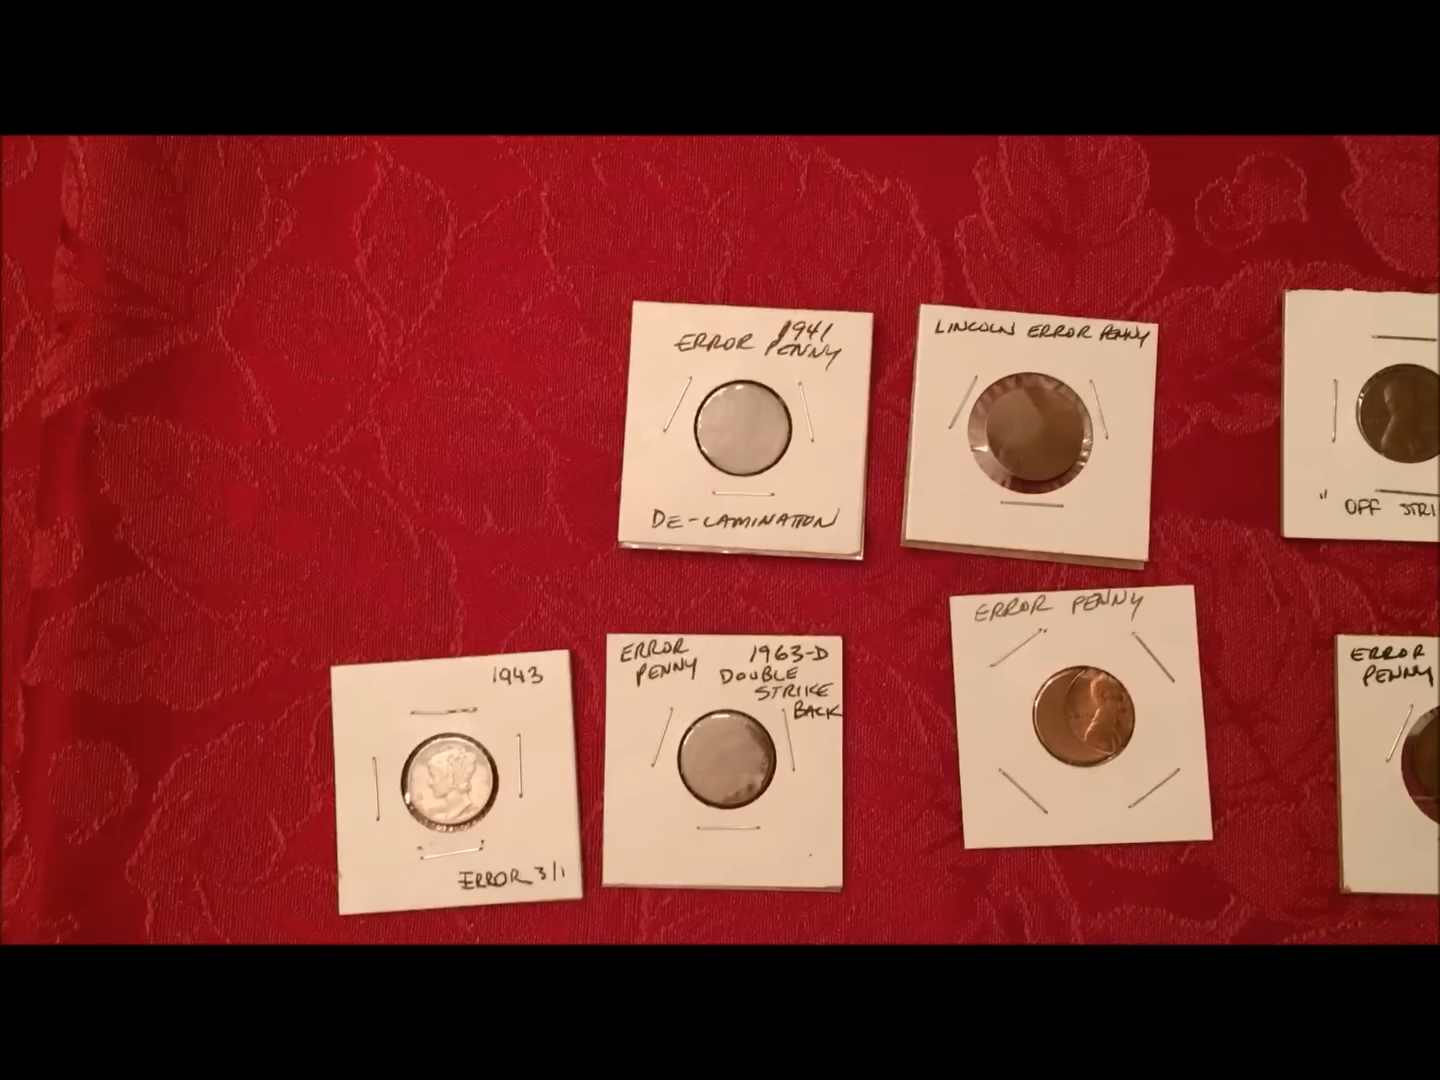 1941
ERROR PENNY
DE-LAMINATION
LINCOLN ERROR PENNY
" OFF STRI
1943
ERROR 3/1
ERROR
PENNY
1963-D
DOUBLE
STRIKE
BACK
ERROR PENNY
ERROR
PENNY